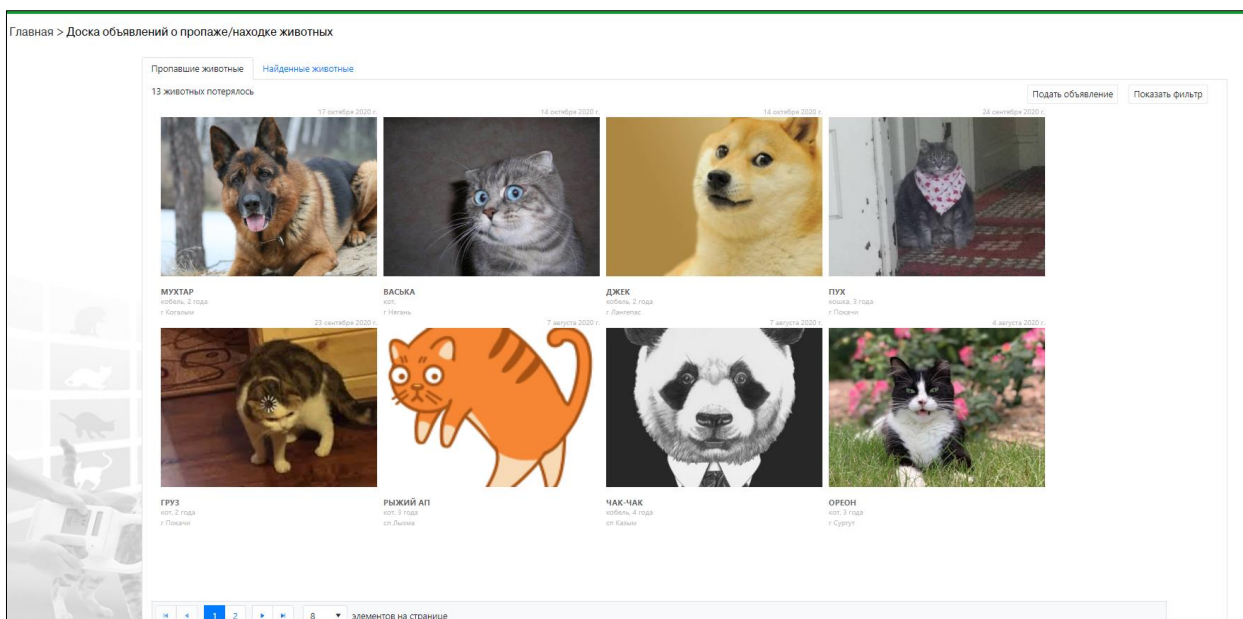 Главная > Доска объявлений о пропаже/находке животных
Пропавшие животные Найденные животные
13 животных потерялось Подать объявление Показать фильтр
17 октября 2020 г. 14 октября 2020 г. 14 октября 2020 г. 24 сентября 2020 г.
МУХТАР ВАСЬКА ДЖЕК ПУХ
кобель, 2 года кот, кобель, 2 года кошка, 3 года
г Когалым г Нягань г Лангепас г Покачи
23 сентября 2020 г. 7 августа 2020 г. 7 августа 2020 г. 4 августа 2020 г.
ГРУЗ РЫЖИЙ АП ЧАК-ЧАК ОРЕОН
кот, 2 года кот, 3 года кобель, 4 года кот, 3 года
г Покачи сп Лыхма сп Казым г Сургут
1 2 8 элементов на странице